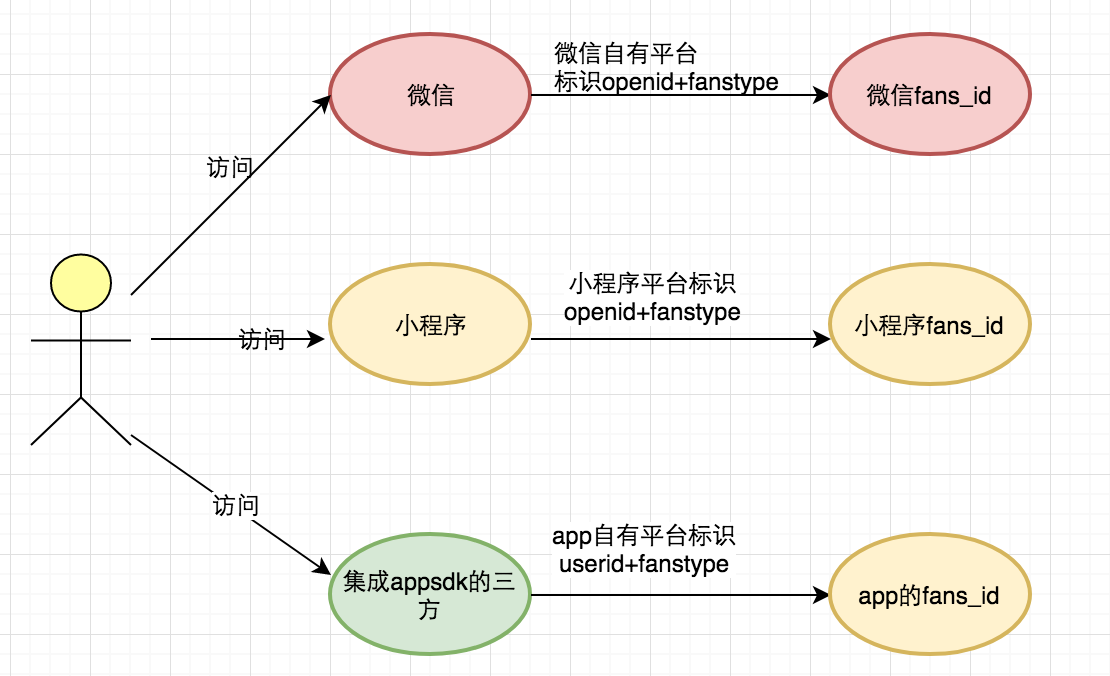 微信自有平台
标识openid+fanstype
微信
微信fans_id
访问
小程序平台标识
openid+fanstype
小程序
小程序fans_id
访问
访问
app自有平台标识
userid+fanstype
集成appsdk的三
方
app的fans_id